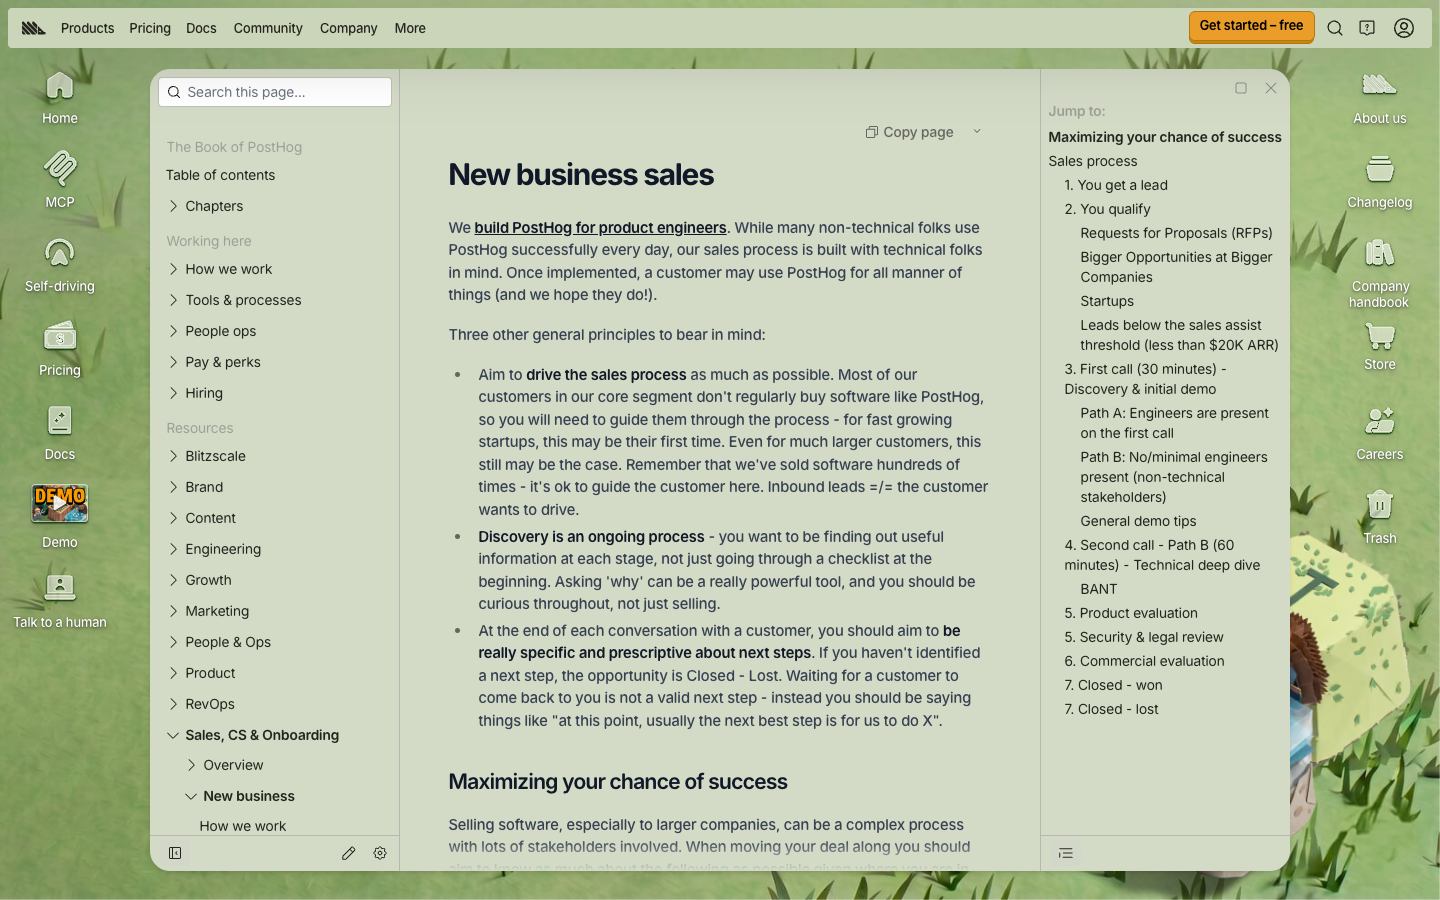 Products Pricing Docs Community Company More
Get started – free
Home
MCP
Self-driving
Pricing
Docs
DEMO
Demo
Talk to a human
Search this page...
The Book of PostHog
Table of contents
Chapters
Working here
How we work
Tools & processes
People ops
Pay & perks
Hiring
Resources
Blitzscale
Brand
Content
Engineering
Growth
Marketing
People & Ops
Product
RevOps
Sales, CS & Onboarding
Overview
New business
How we work
Copy page
New business sales
We build PostHog for product engineers. While many non-technical folks use
PostHog successfully every day, our sales process is built with technical folks
in mind. Once implemented, a customer may use PostHog for all manner of
things (and we hope they do!).
Three other general principles to bear in mind:
Aim to drive the sales process as much as possible. Most of our
customers in our core segment don't regularly buy software like PostHog,
so you will need to guide them through the process - for fast growing
startups, this may be their first time. Even for much larger customers, this
still may be the case. Remember that we've sold software hundreds of
times - it's ok to guide the customer here. Inbound leads =/= the customer
wants to drive.
Discovery is an ongoing process - you want to be finding out useful
information at each stage, not just going through a checklist at the
beginning. Asking 'why' can be a really powerful tool, and you should be
curious throughout, not just selling.
At the end of each conversation with a customer, you should aim to be
really specific and prescriptive about next steps. If you haven't identified
a next step, the opportunity is Closed - Lost. Waiting for a customer to
come back to you is not a valid next step - instead you should be saying
things like "at this point, usually the next best step is for us to do X".
Maximizing your chance of success
Selling software, especially to larger companies, can be a complex process
with lots of stakeholders involved. When moving your deal along you should
aim to know as much about the following as possible given where you are in
Jump to:
Maximizing your chance of success
Sales process
1. You get a lead
2. You qualify
Requests for Proposals (RFPs)
Bigger Opportunities at Bigger
Companies
Startups
Leads below the sales assist
threshold (less than $20K ARR)
3. First call (30 minutes) -
Discovery & initial demo
Path A: Engineers are present
on the first call
Path B: No/minimal engineers
present (non-technical
stakeholders)
General demo tips
4. Second call - Path B (60
minutes) - Technical deep dive
BANT
5. Product evaluation
5. Security & legal review
6. Commercial evaluation
7. Closed - won
7. Closed - lost
About us
Changelog
Company
handbook
Store
Careers
Trash